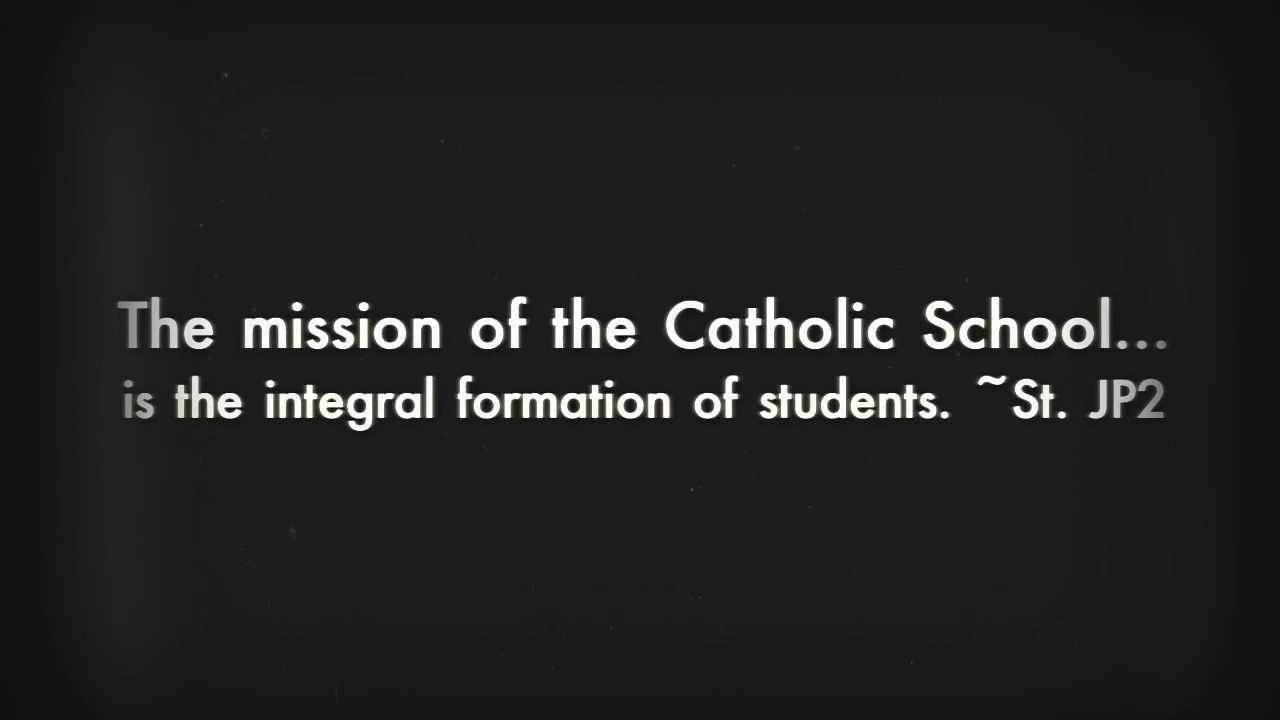 The mission of the Catholic School...
is the integral formation of students. ~St. JP2